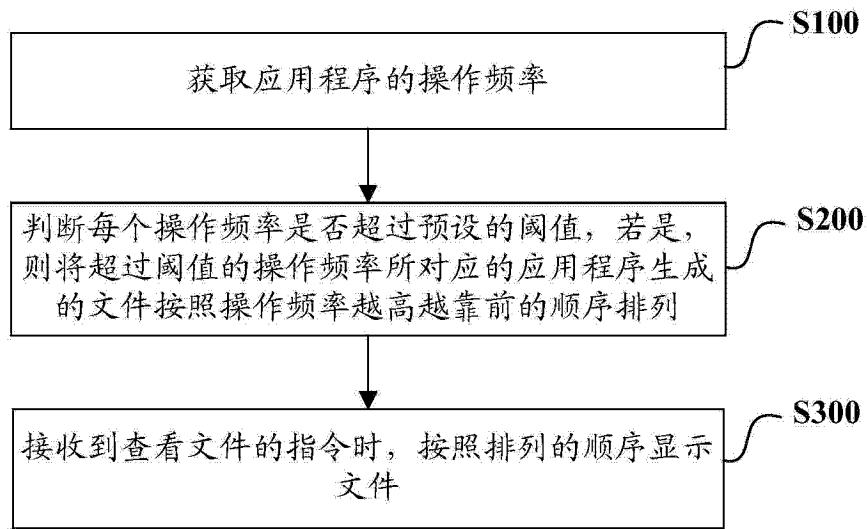 S100
获取应用程序的操作频率
判断每个操作频率是否超过预设的阈值，若是，
S200
则将超过阈值的操作频率所对应的应用程序生成
的文件按照操作频率越高越靠前的顺序排列
S300
接收到查看文件的指令时，按照排列的顺序显示
文件